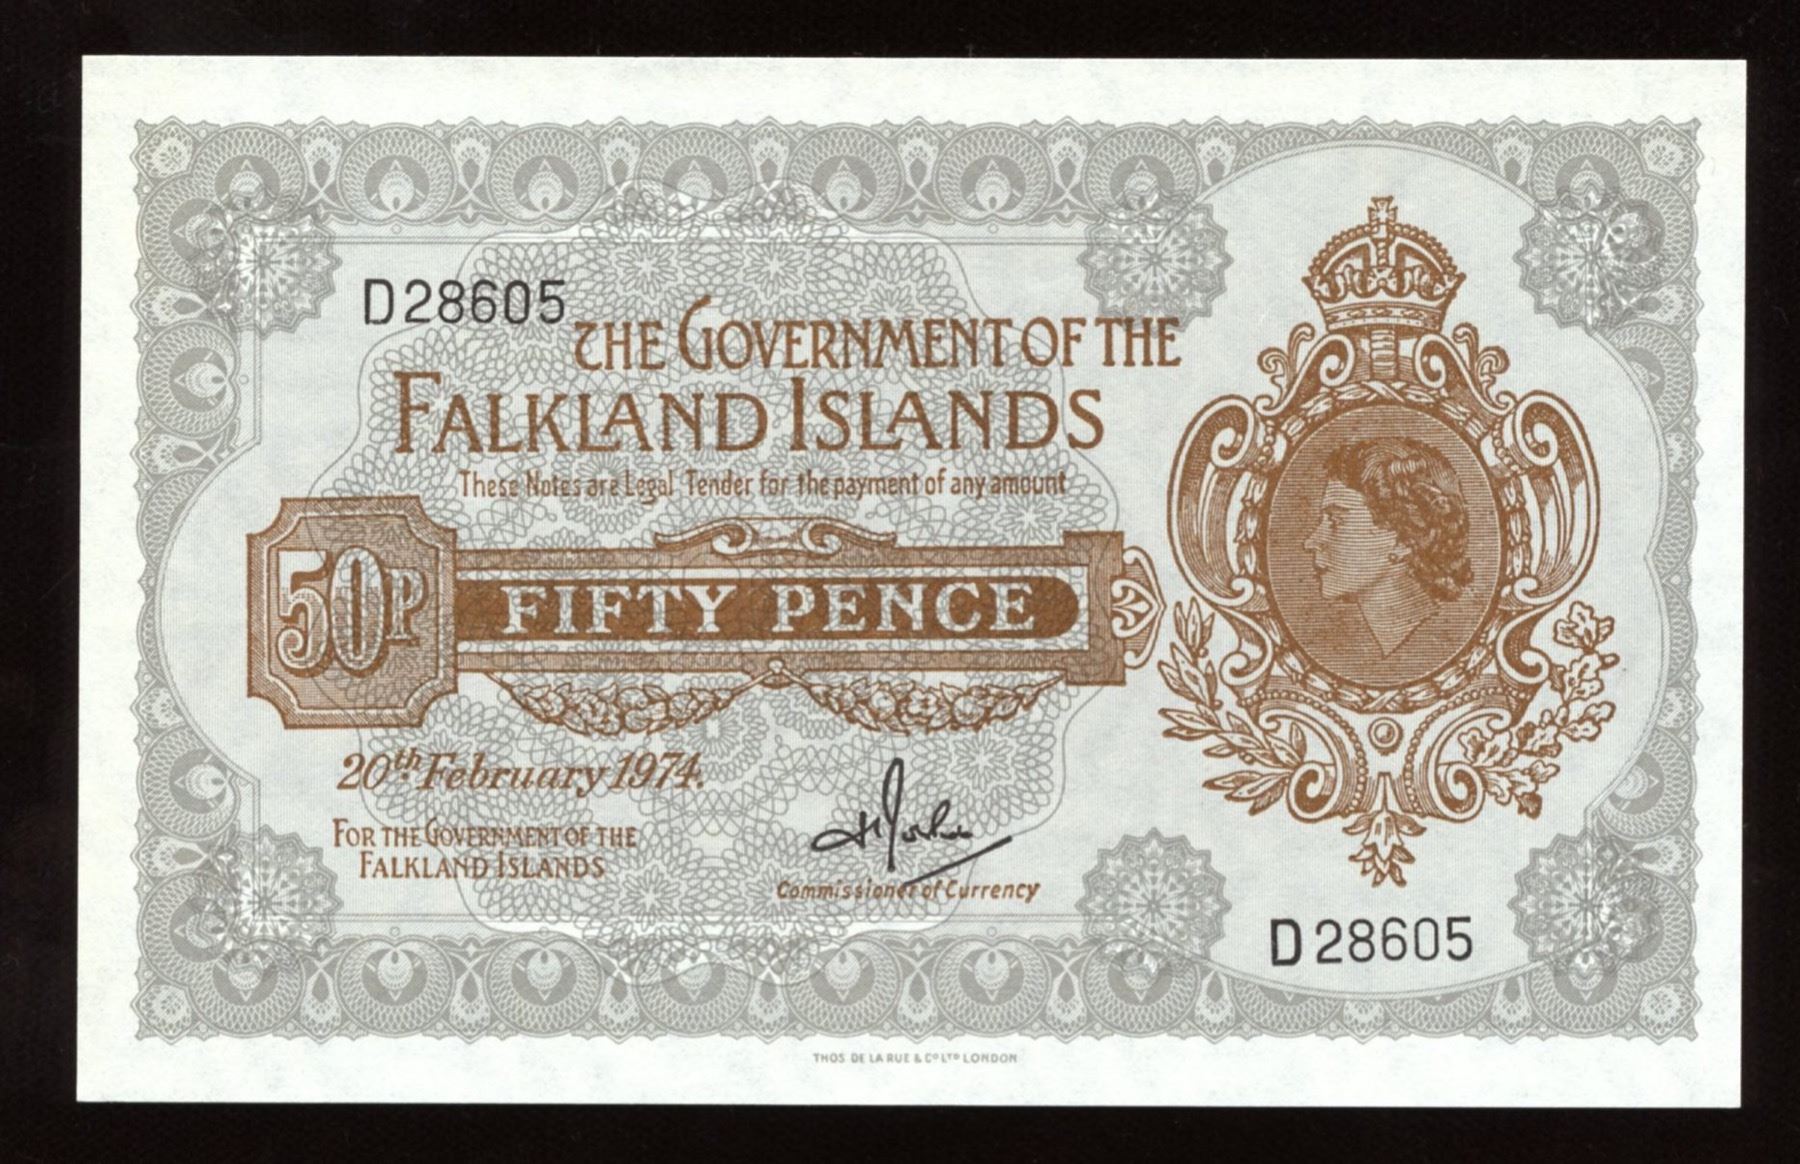 D28605
THE GOVERNMENT OF THE
FALKLAND ISLANDS
These Notes are Legal Tender for the payment of any amount
50P
FIFTY PENCE
20th February 1974.
FOR THE GOVERNMENT OF THE
FALKLAND ISLANDS
Commissioner of Currency
D28605
THOS DE LA RUE & CO LTD LONDON